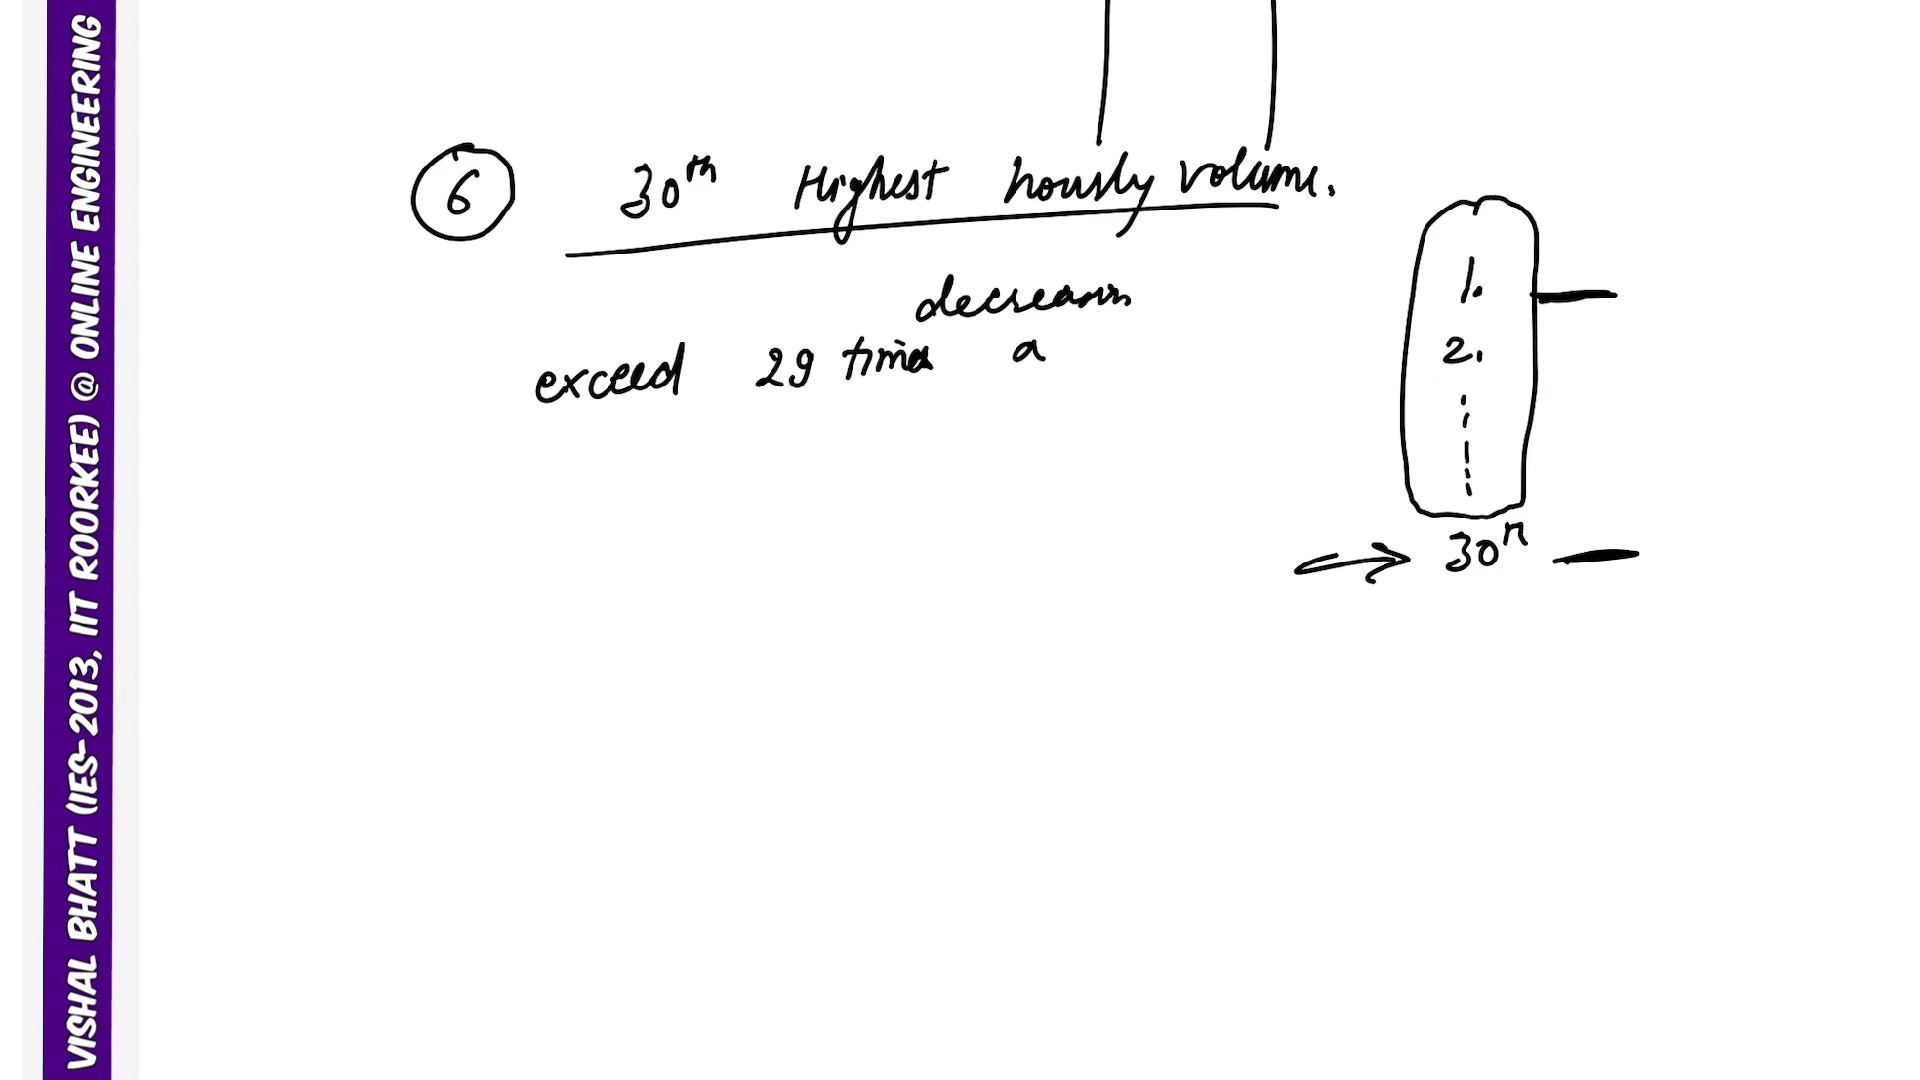 VISHAL BHATT (IES-2013, IIT ROORKEE) @ ONLINE ENGINEERING
6 30th Highest hourly volume.
exceed 29 times a
1.
2.
30th